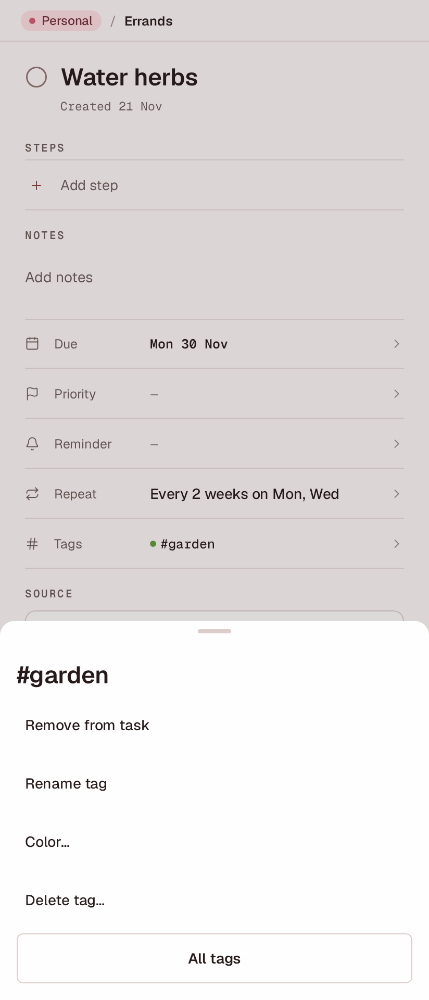 Personal / Errands
Water herbs
Created 21 Nov
STEPS
+ Add step
NOTES
Add notes
Due Mon 30 Nov
Priority –
Reminder –
Repeat Every 2 weeks on Mon, Wed
Tags #garden
SOURCE
#garden
Remove from task
Rename tag
Color…
Delete tag…
All tags